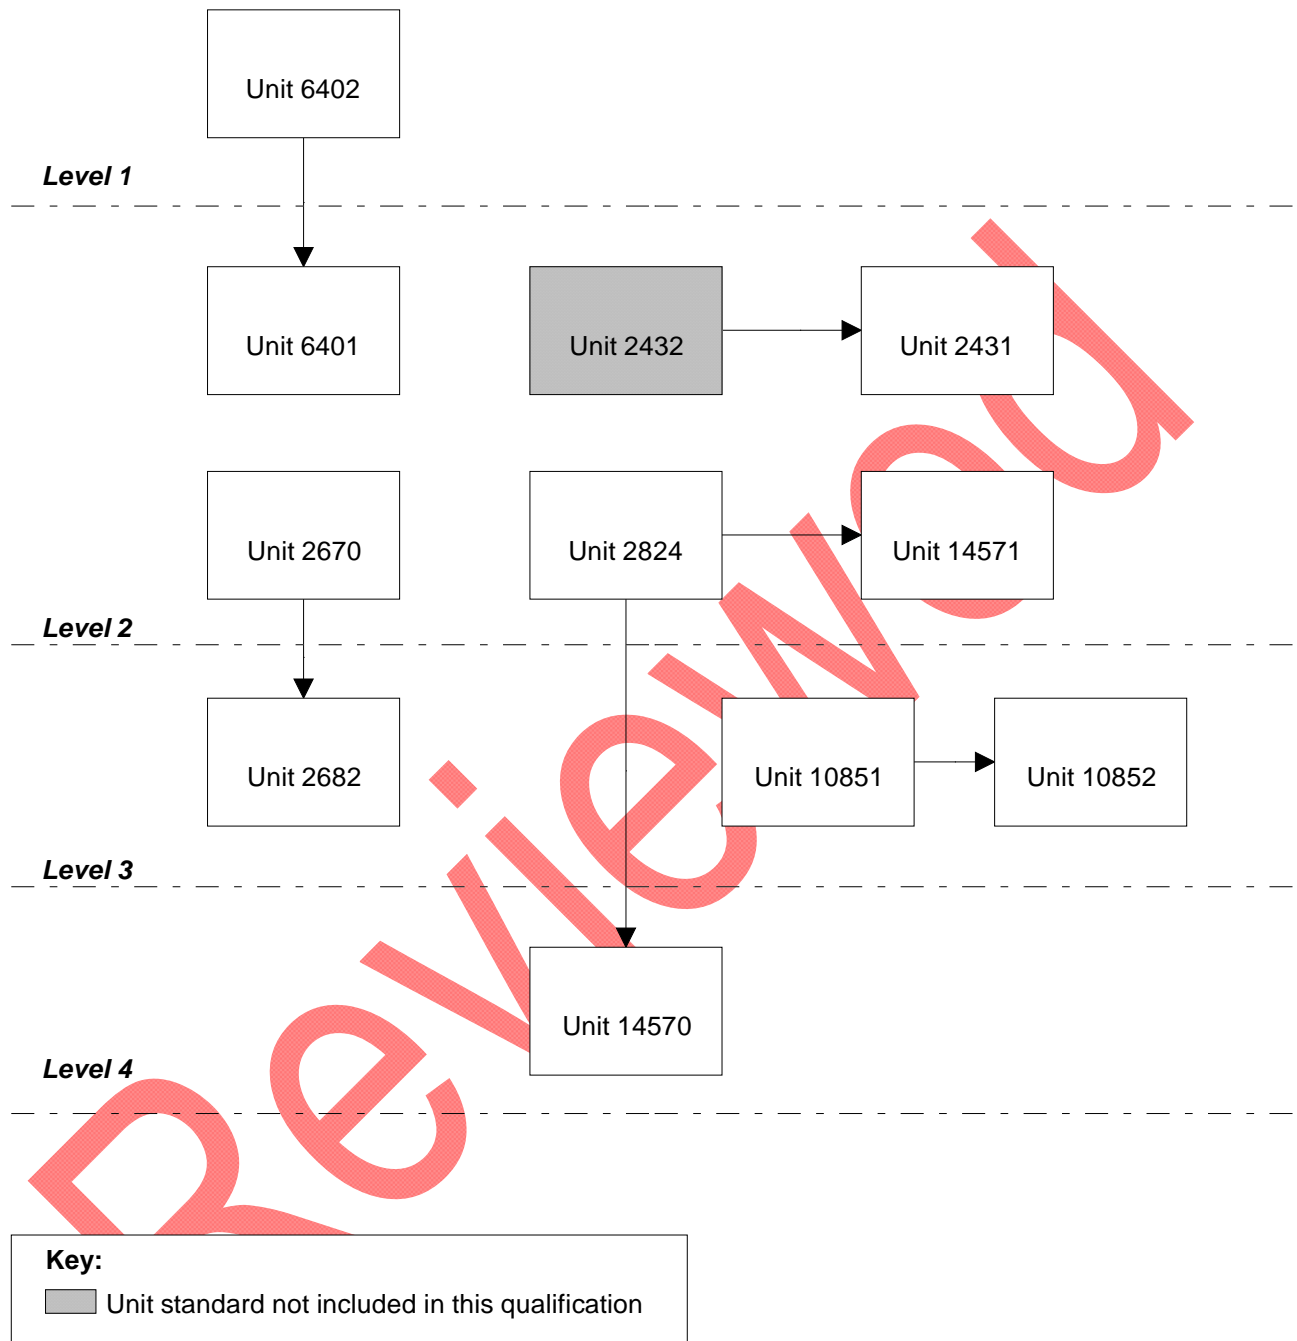 Unit 6402
Level 1
Unit 6401
Unit 2432
Unit 2431
Unit 2670
Unit 2824
Unit 14571
Level 2
Unit 2682
Unit 10851
Unit 10852
Level 3
Unit 14570
Level 4
Reviewed
Key:
Unit standard not included in this qualification